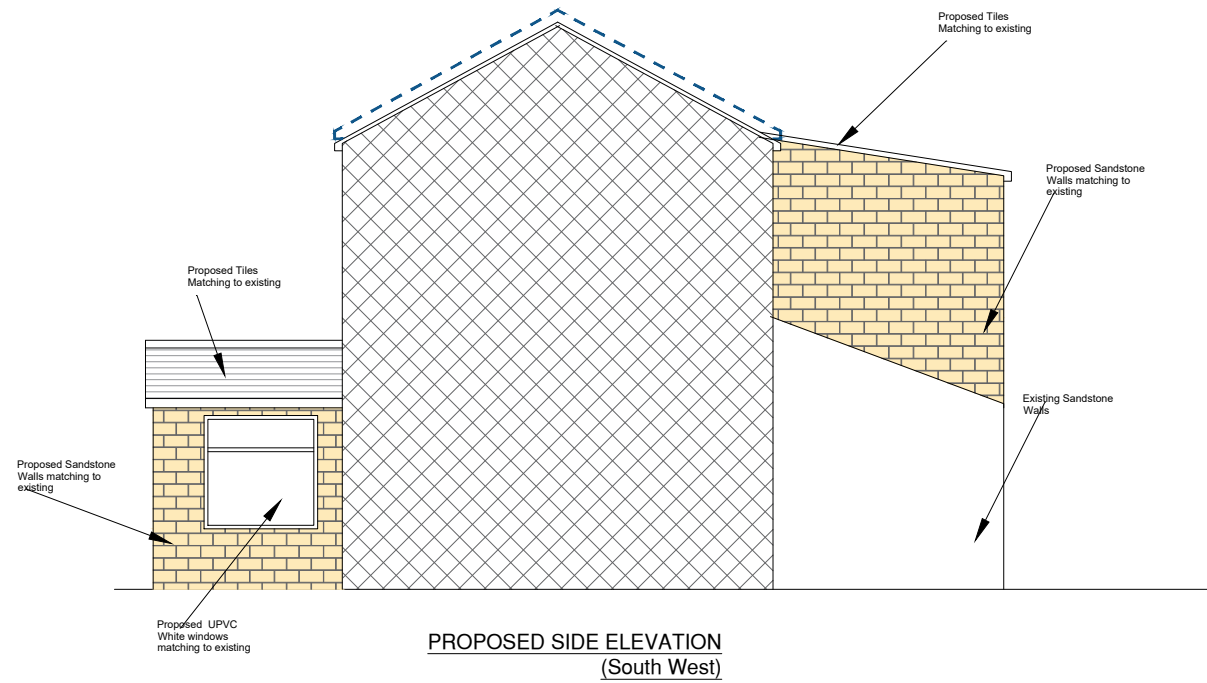 Proposed Tiles
Matching to existing
Proposed Sandstone
Walls matching to
existing
Proposed Tiles
Matching to existing
Existing Sandstone
Walls
Proposed Sandstone
Walls matching to
existing
Proposed UPVC
White windows
matching to existing
PROPOSED SIDE ELEVATION
(South West)